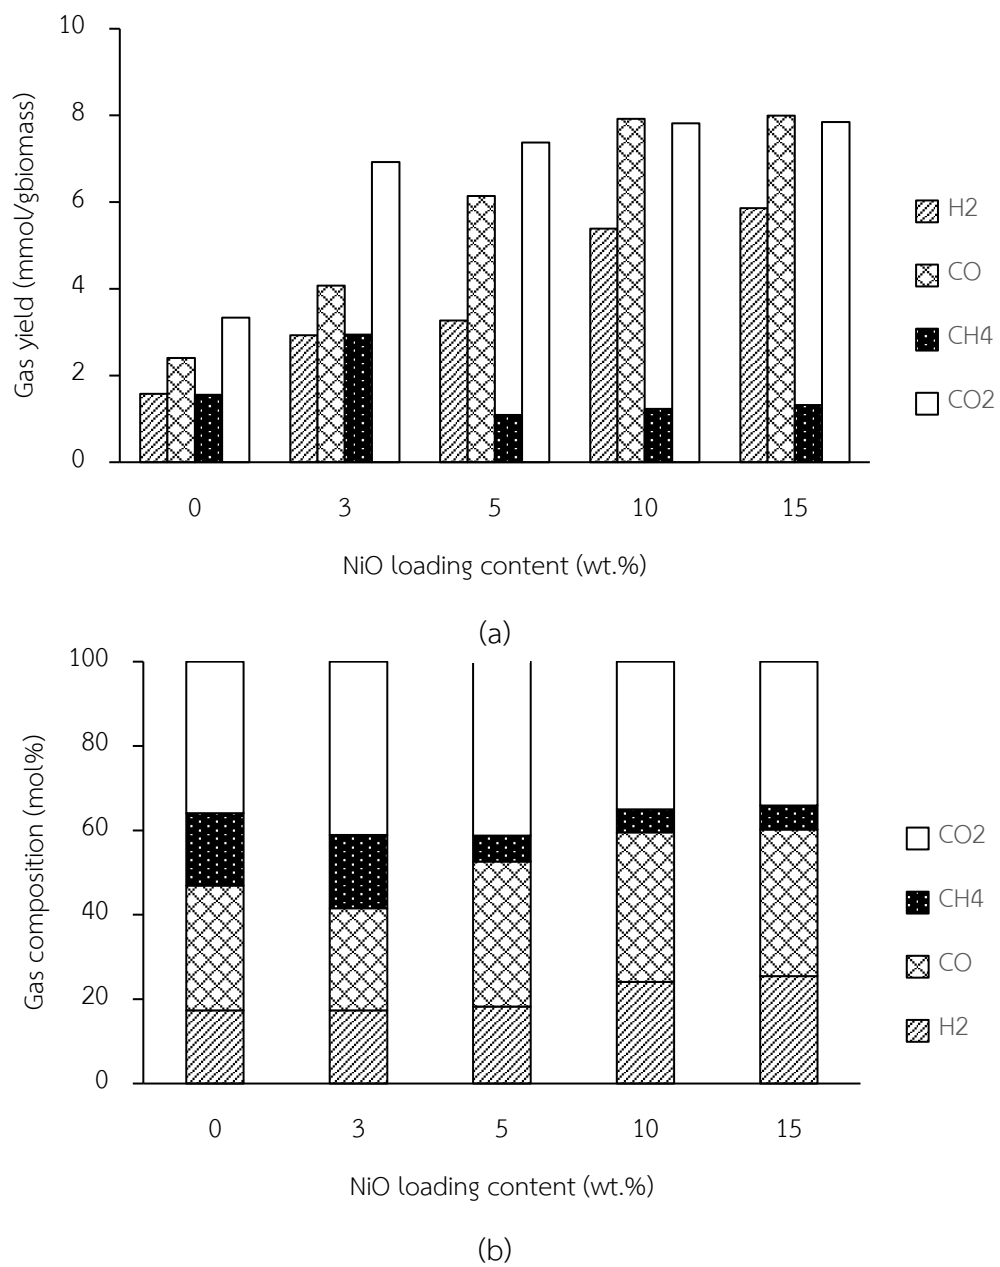 10
8
6
4
2
0
Gas yield (mmol/gbiomass)
0 3 5 10 15
NiO loading content (wt.%)
H2
CO
CH4
CO2
(a)
100
80
60
40
20
0
Gas composition (mol%)
0 3 5 10 15
NiO loading content (wt.%)
CO2
CH4
CO
H2
(b)